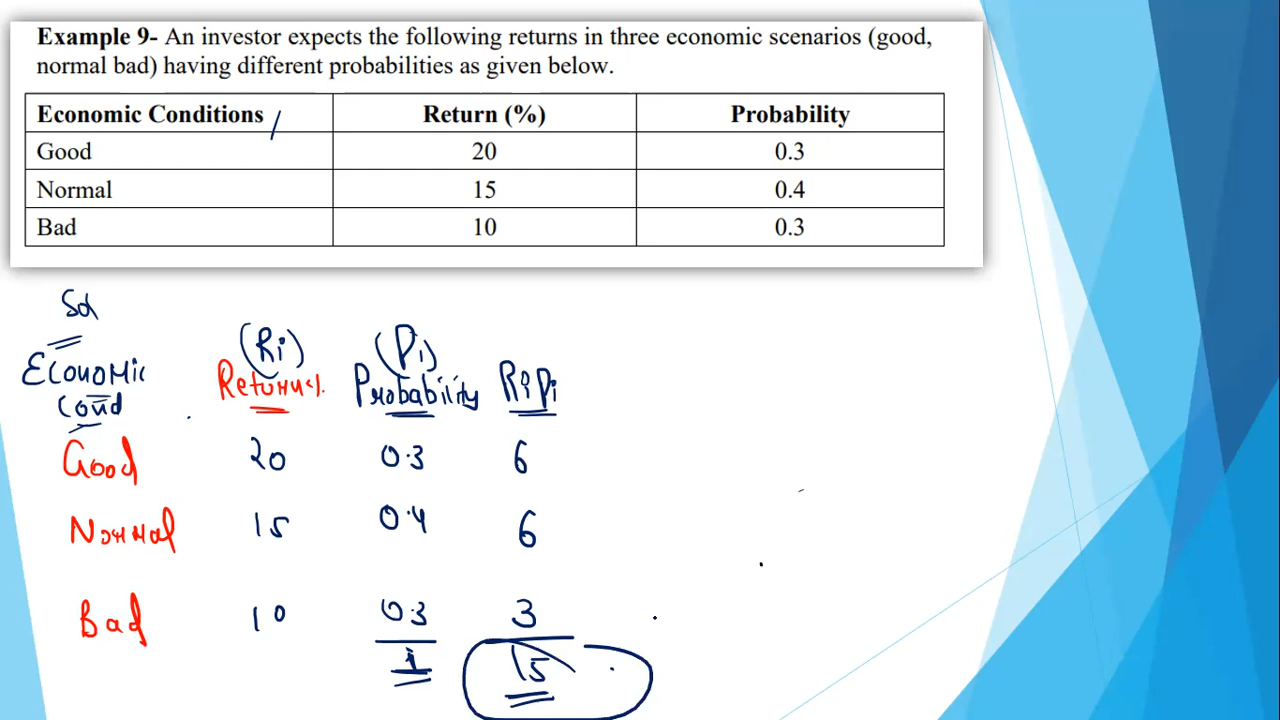 Example 9- An investor expects the following returns in three economic scenarios (good,
normal bad) having different probabilities as given below.
Economic Conditions Return (%) Probability
Good 20 0.3
Normal 15 0.4
Bad 10 0.3
Sol
(Ri) (Pi)
Economic Return% Probability RiPi
Cond
Good 20 0.3 6
Normal 15 0.4 6
Bad 10 0.3 3
1 15